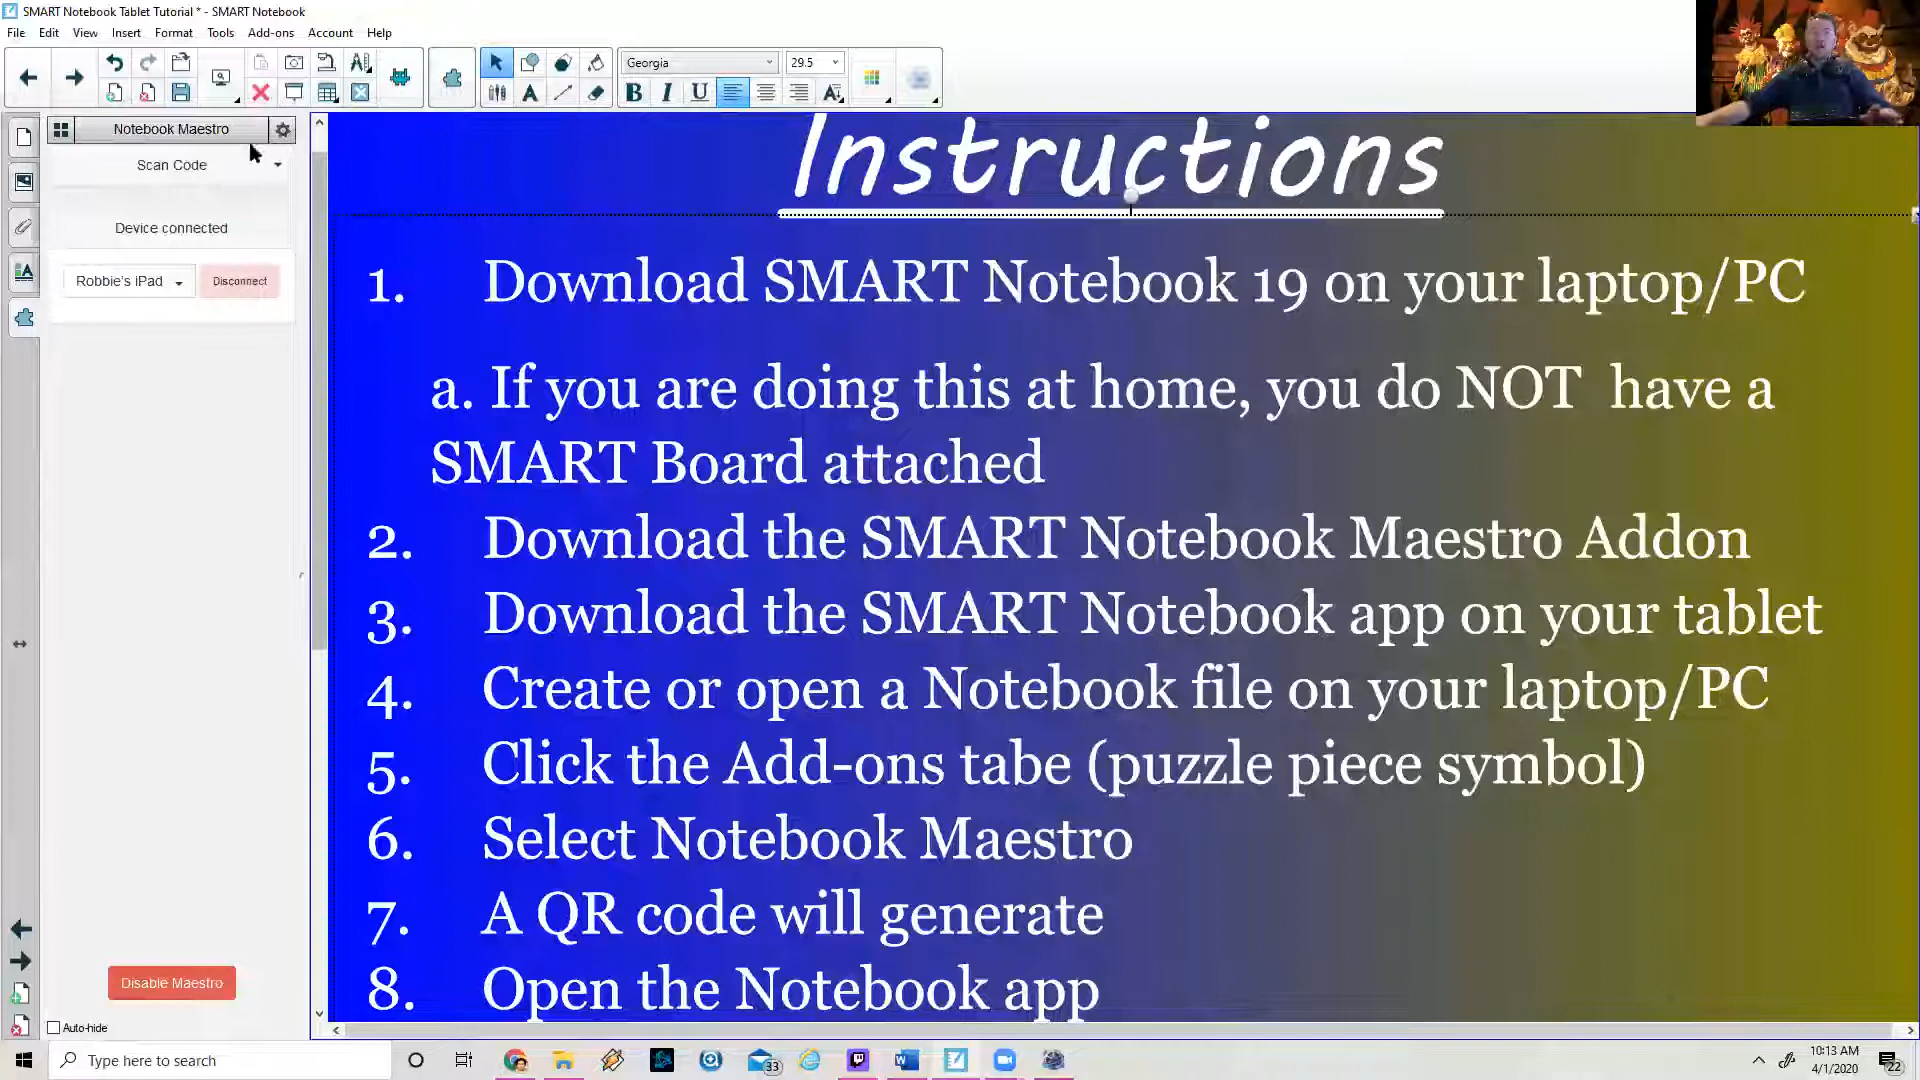 SMART Notebook Tablet Tutorial * - SMART Notebook
File Edit View Insert Format Tools Add-ons Account Help
Georgia 29.5
B I U
Notebook Maestro
Scan Code
Device connected
Robbie's iPad Disconnect
Disable Maestro
Auto-hide
Instructions
1. Download SMART Notebook 19 on your laptop/PC
a. If you are doing this at home, you do NOT have a
SMART Board attached
2. Download the SMART Notebook Maestro Addon
3. Download the SMART Notebook app on your tablet
4. Create or open a Notebook file on your laptop/PC
5. Click the Add-ons tabe (puzzle piece symbol)
6. Select Notebook Maestro
7. A QR code will generate
8. Open the Notebook app
Type here to search
33
10:13 AM
4/1/2020
22